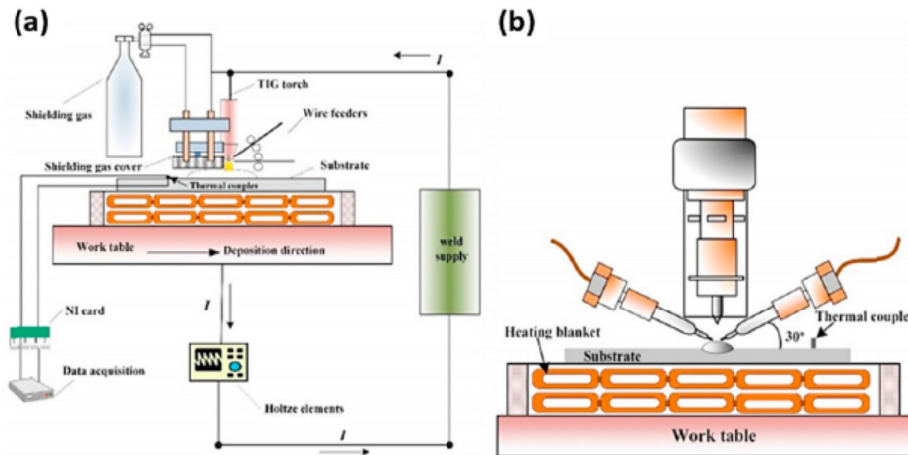 (a)
I
TIG torch
Shielding gas
Wire feeders
Shielding gas cover
Substrate
Thermal couples
Work table
Deposition direction
weld
supply
I
NI card
Data acquisition
Holtze elements
I
(b)
Heating blanket
30°
Thermal couple
Substrate
Work table